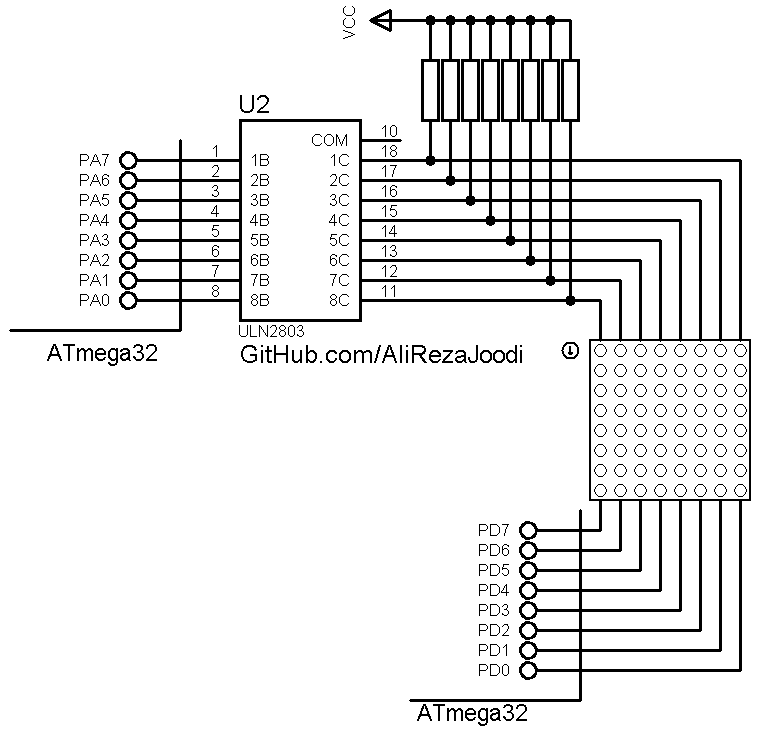 VCC
U2
COM 10
PA7 1 1B 1C 18
PA6 2 2B 2C 17
PA5 3 3B 3C 16
PA4 4 4B 4C 15
PA3 5 5B 5C 14
PA2 6 6B 6C 13
PA1 7 7B 7C 12
PA0 8 8B 8C 11
ULN2803
ATmega32
GitHub.com/AliRezaJoodi
PD7
PD6
PD5
PD4
PD3
PD2
PD1
PD0
ATmega32